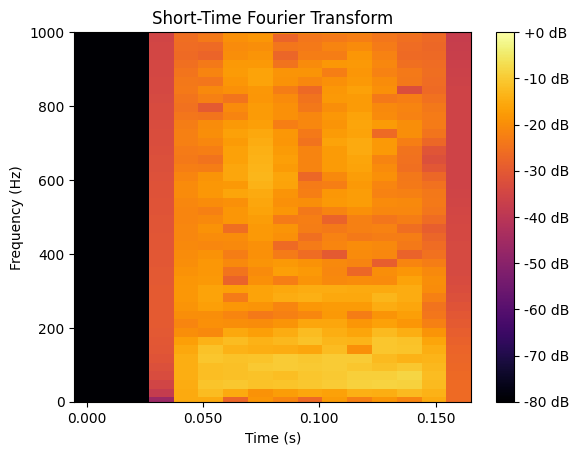 Short-Time Fourier Transform
1000
800
600
400
200
0
Frequency (Hz)
0.000
0.050
0.100
0.150
Time (s)
+0 dB
-10 dB
-20 dB
-30 dB
-40 dB
-50 dB
-60 dB
-70 dB
-80 dB